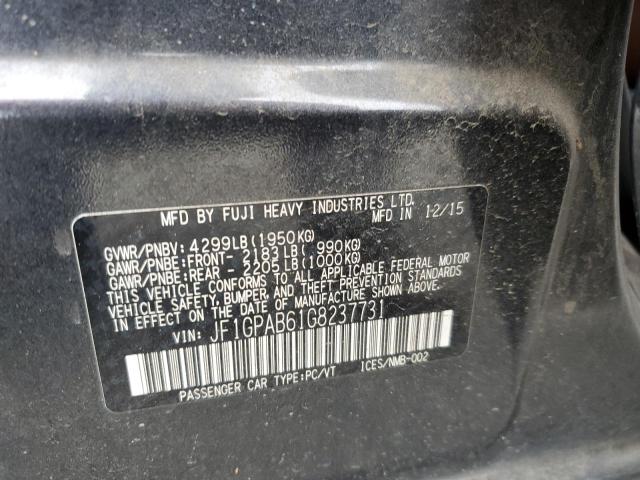 MFD BY FUJI HEAVY INDUSTRIES LTD.
MFD IN 12/15
GVWR/PNBV: 4299LB(1950KG)
GAWR/PNBE:FRONT- 2183LB( 990KG)
GAWR/PNBE:REAR - 2205LB(1000KG)
THIS VEHICLE CONFORMS TO ALL APPLICABLE FEDERAL MOTOR
VEHICLE SAFETY, BUMPER, AND THEFT PREVENTION STANDARDS
IN EFFECT ON THE DATE OF MANUFACTURE SHOWN ABOVE.
VIN: JF1GPAB61G8237731
PASSENGER CAR TYPE:PC/VT ICES/NMB-002